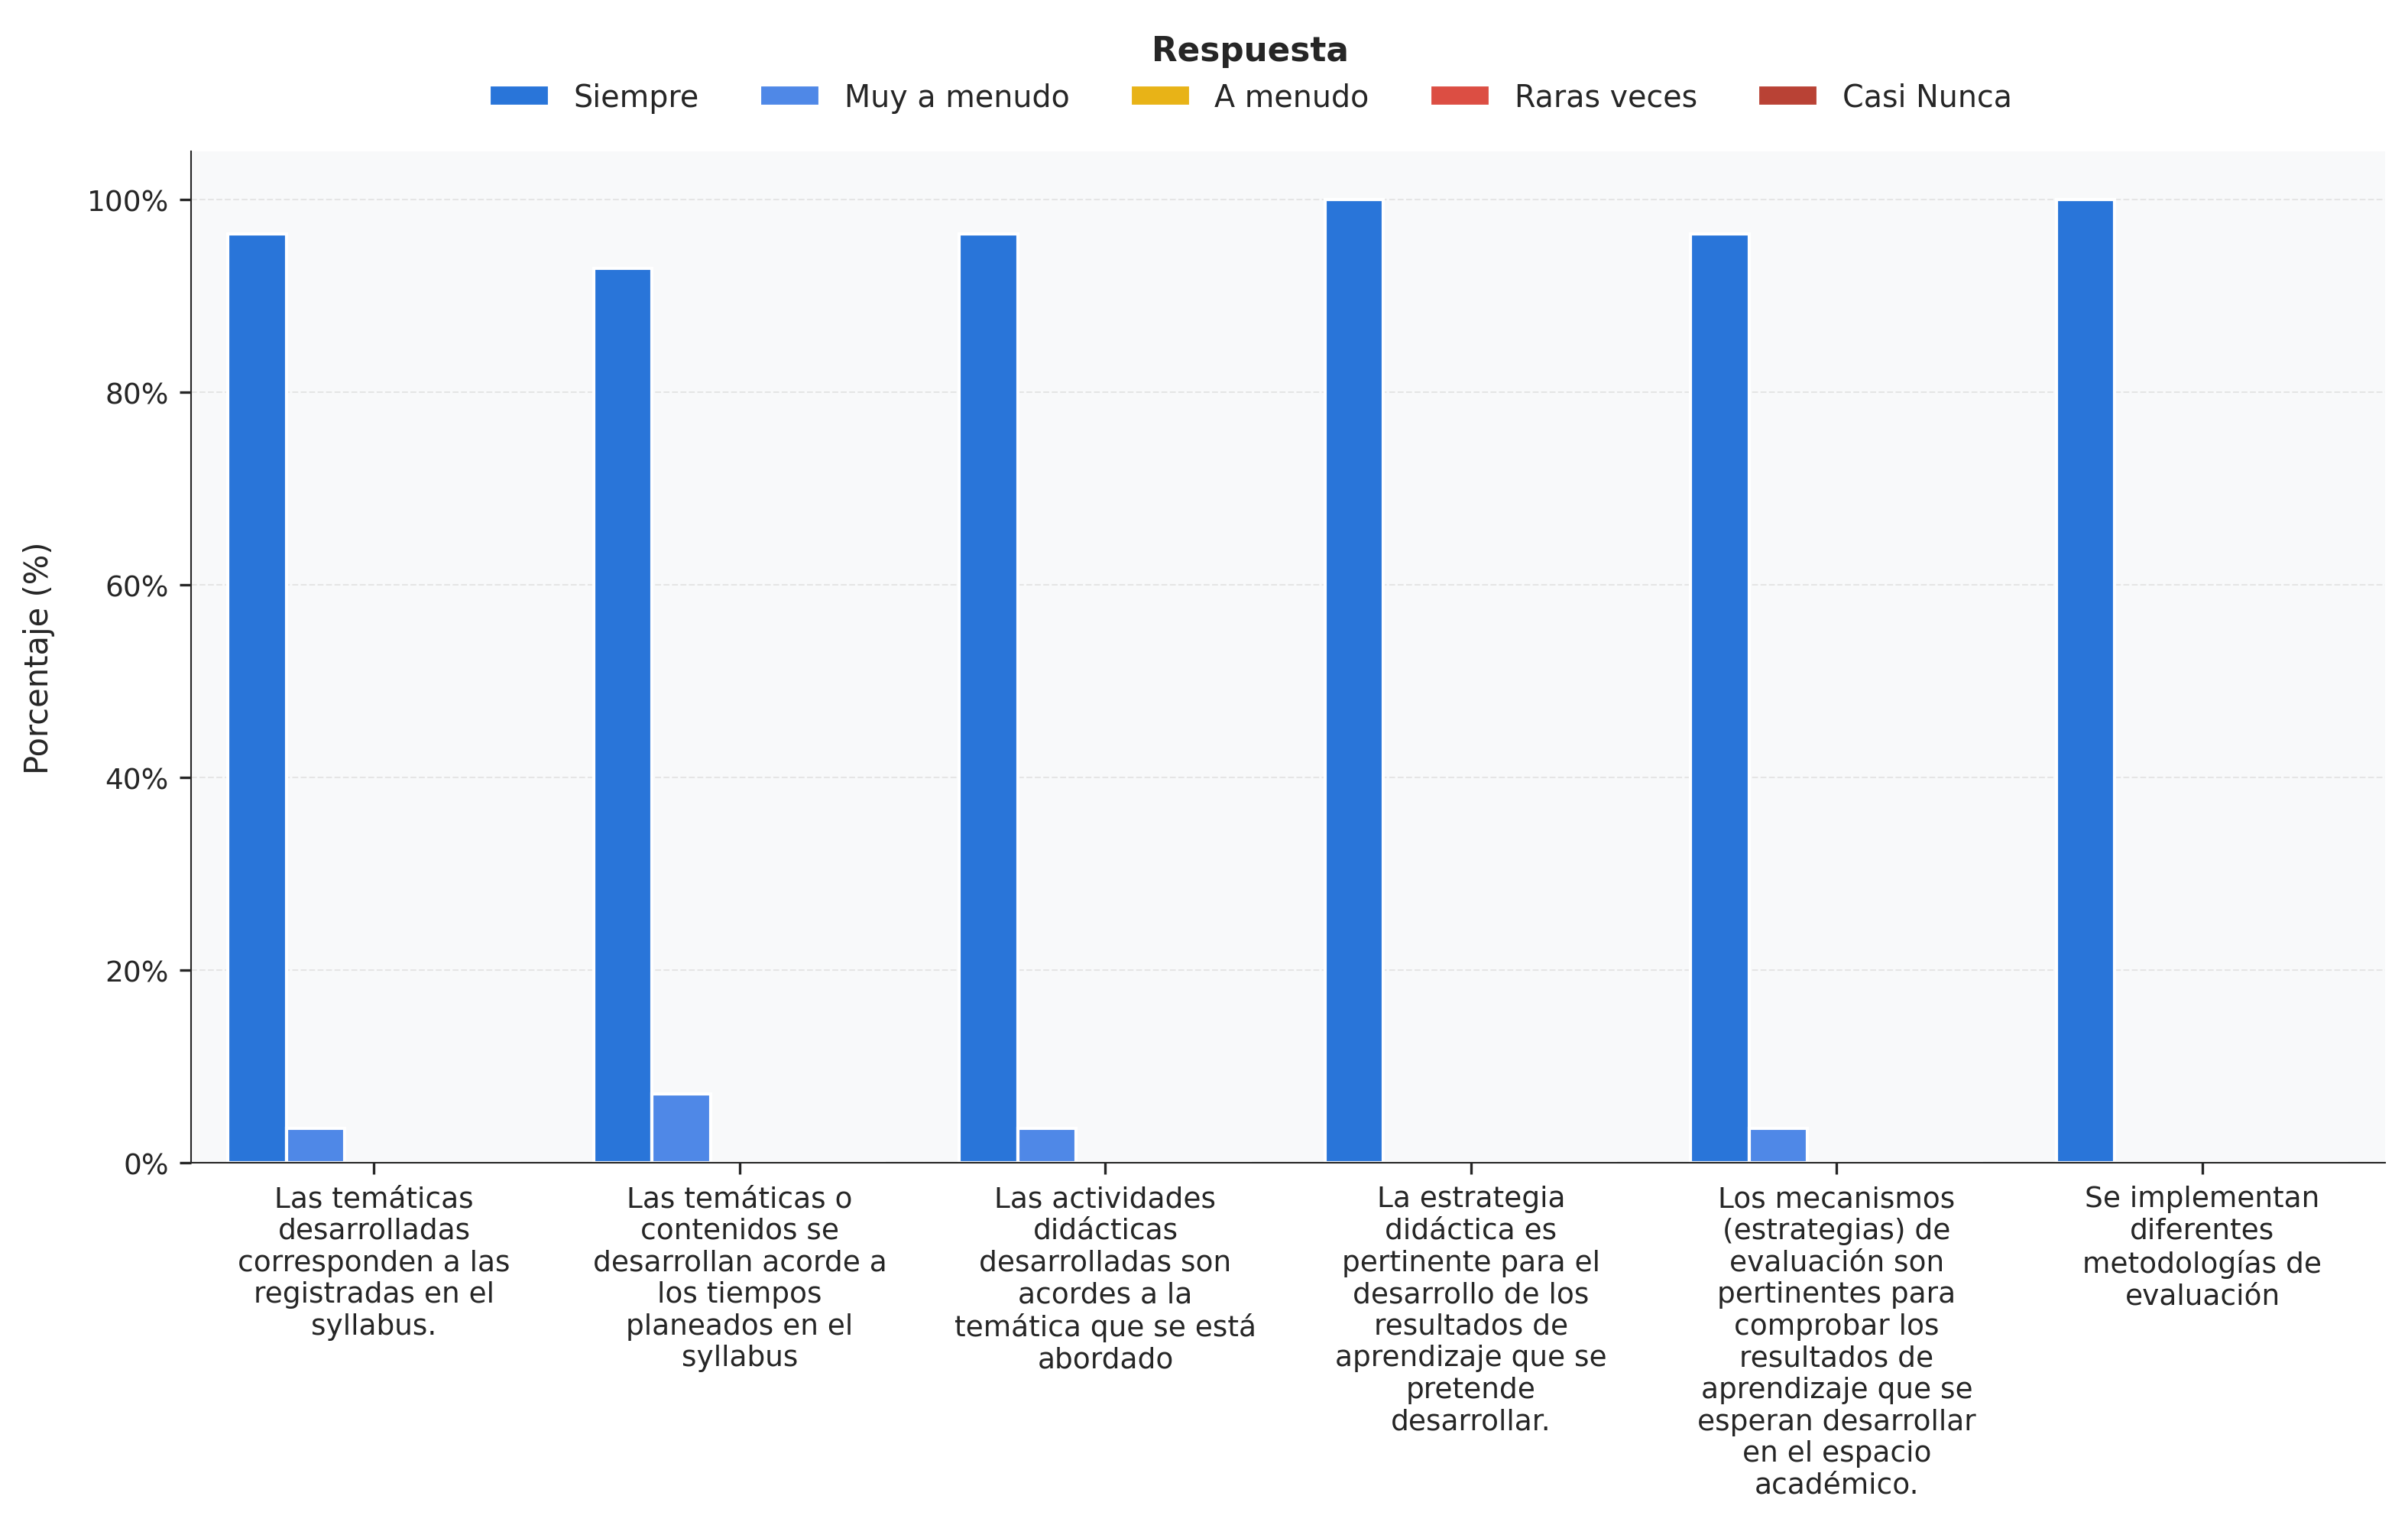 Respuesta
Siempre
Muy a menudo
A menudo
Raras veces
Casi Nunca
Porcentaje (%)
100%
80%
60%
40%
20%
0%
Las temáticas
desarrolladas
corresponden a las
registradas en el
syllabus.
Las temáticas o
contenidos se
desarrollan acorde a
los tiempos
planeados en el
syllabus
Las actividades
didácticas
desarrolladas son
acordes a la
temática que se está
abordado
La estrategia
didáctica es
pertinente para el
desarrollo de los
resultados de
aprendizaje que se
pretende
desarrollar.
Los mecanismos
(estrategias) de
evaluación son
pertinentes para
comprobar los
resultados de
aprendizaje que se
esperan desarrollar
en el espacio
académico.
Se implementan
diferentes
metodologías de
evaluación